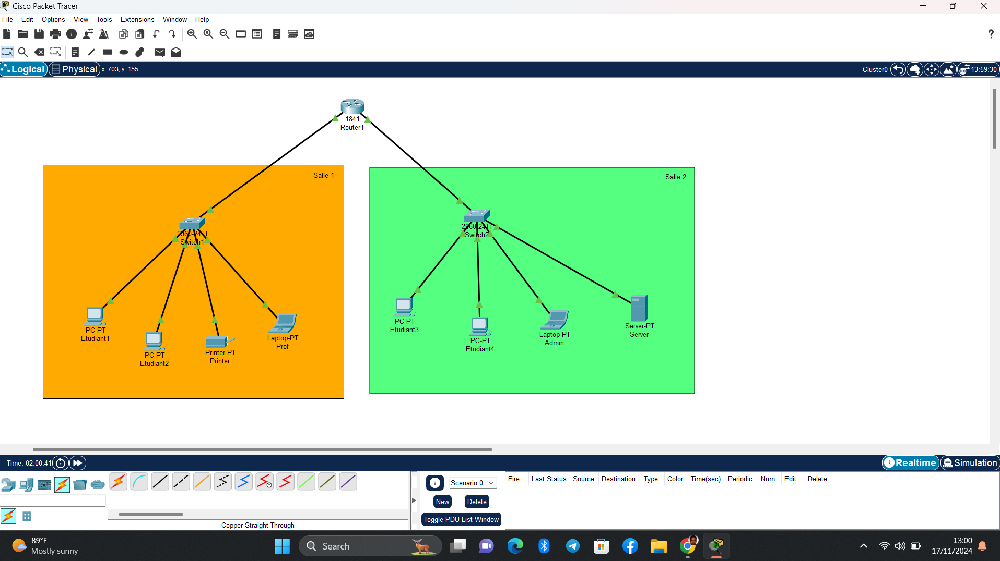 Cisco Packet Tracer
File Edit Options View Tools Extensions Window Help
Logical Physical x: 703, y: 155 Cluster0 13:59:30
1841
Router1
Salle 1
Salle 2
2960-24TT
Switch1
2960-24TT
Switch2
PC-PT
Etudiant1
PC-PT
Etudiant2
Printer-PT
Printer
Laptop-PT
Prof
PC-PT
Etudiant3
PC-PT
Etudiant4
Laptop-PT
Admin
Server-PT
Server
Time: 02:00:41 Realtime Simulation
Scenario 0
New Delete
Toggle PDU List Window
Fire Last Status Source Destination Type Color Time(sec) Periodic Num Edit Delete
Copper Straight-Through
89°F
Mostly sunny
Search
13:00
17/11/2024